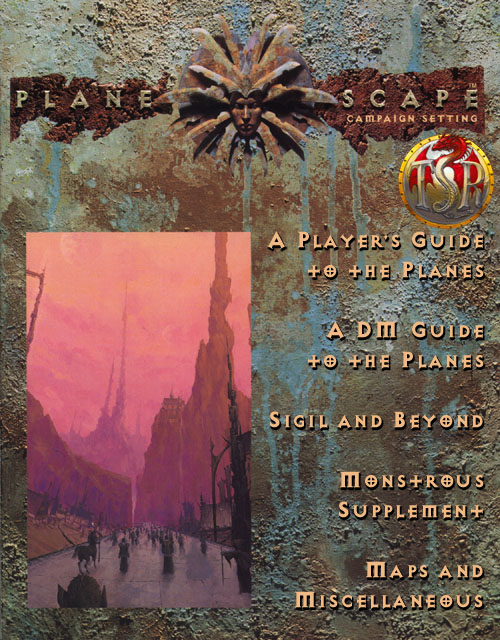 PLANESCAPE™
CAMPAIGN SETTING
TSR
A PLAYER'S GUIDE
TO THE PLANES
A DM GUIDE
TO THE PLANES
SIGIL AND BEYOND
MONSTROUS
SUPPLEMENT
MAPS AND
MISCELLANEOUS